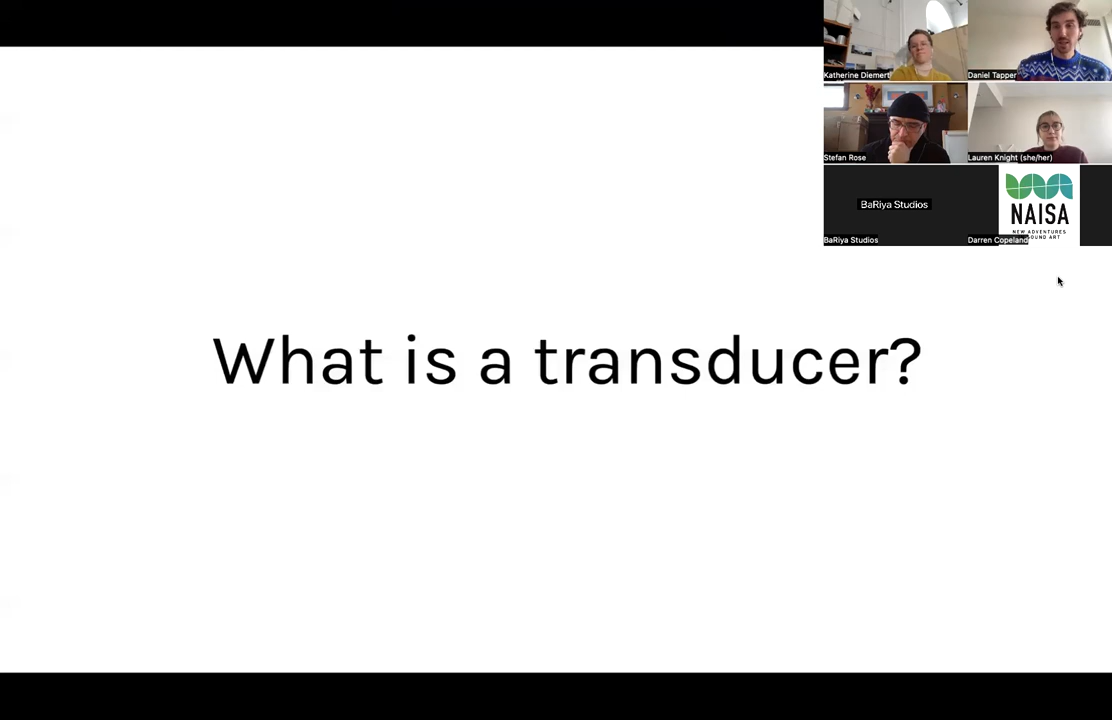 Katherine Diemert
Daniel Tapper
Stefan Rose
Lauren Knight (she/her)
BaRiya Studios
BaRiya Studios
NAISA
NEW ADVENTURES
SOUND ART
Darren Copeland
What is a transducer?